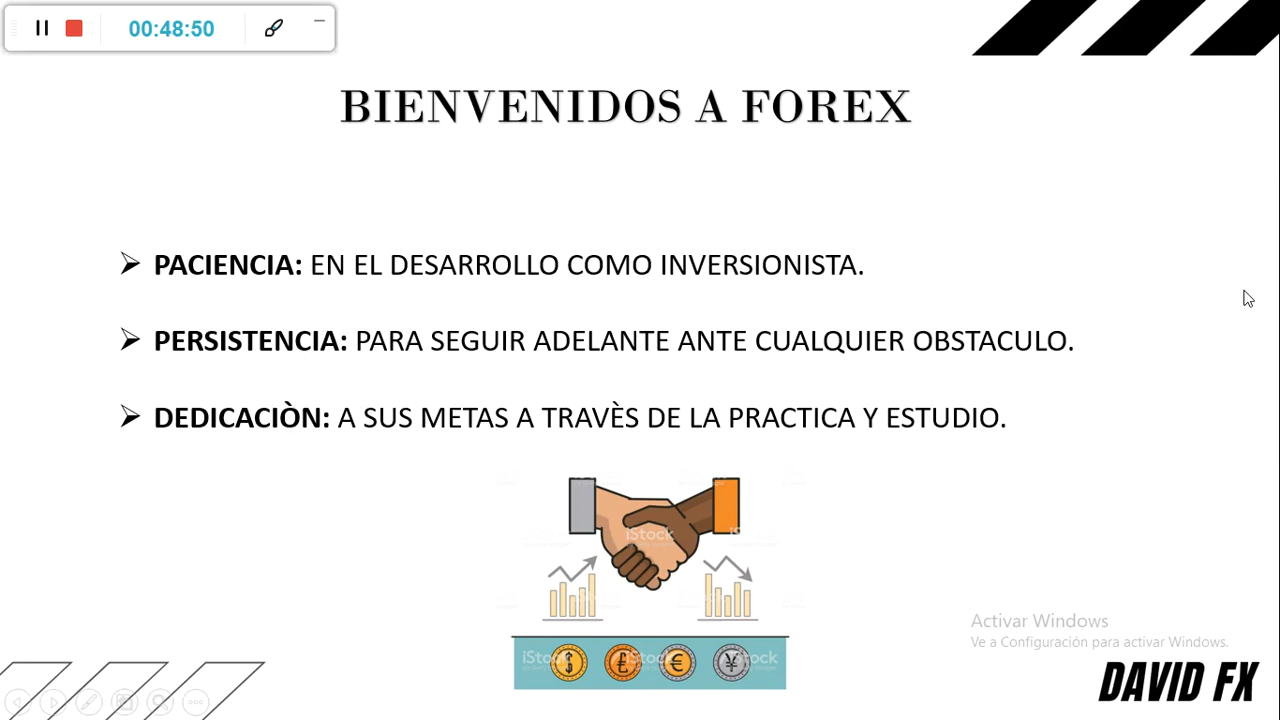 00:48:50
BIENVENIDOS A FOREX
PACIENCIA: EN EL DESARROLLO COMO INVERSIONISTA.
PERSISTENCIA: PARA SEGUIR ADELANTE ANTE CUALQUIER OBSTACULO.
DEDICACIÒN: A SUS METAS A TRAVÈS DE LA PRACTICA Y ESTUDIO.
iStock
iStock
iStock
iStock
$ £ € ¥
Activar Windows
Ve a Configuración para activar Windows.
DAVID FX